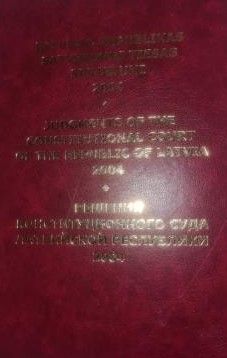 LATVIJAS REPUBLIKAS
SATVERSMES TIESAS
SPRIEDUMI
2004
JUDGMENTS OF THE
CONSTITUTIONAL COURT
OF THE REPUBLIC OF LATVIA
2004
РЕШЕНИЯ
КОНСТИТУЦИОННОГО СУДА
ЛАТВИЙСКОЙ РЕСПУБЛИКИ
2004